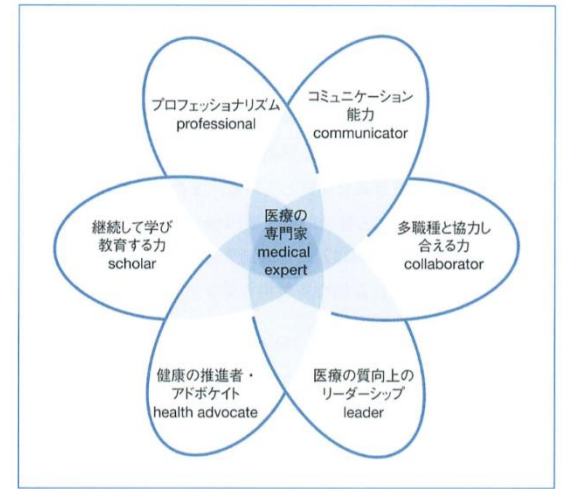 プロフェッショナリズム
professional
コミュニケーション
能力
communicator
継続して学び
教育する力
scholar
医療の
専門家
medical
expert
多職種と協力し
合える力
collaborator
健康の推進者・
アドボケイト
health advocate
医療の質向上の
リーダーシップ
leader